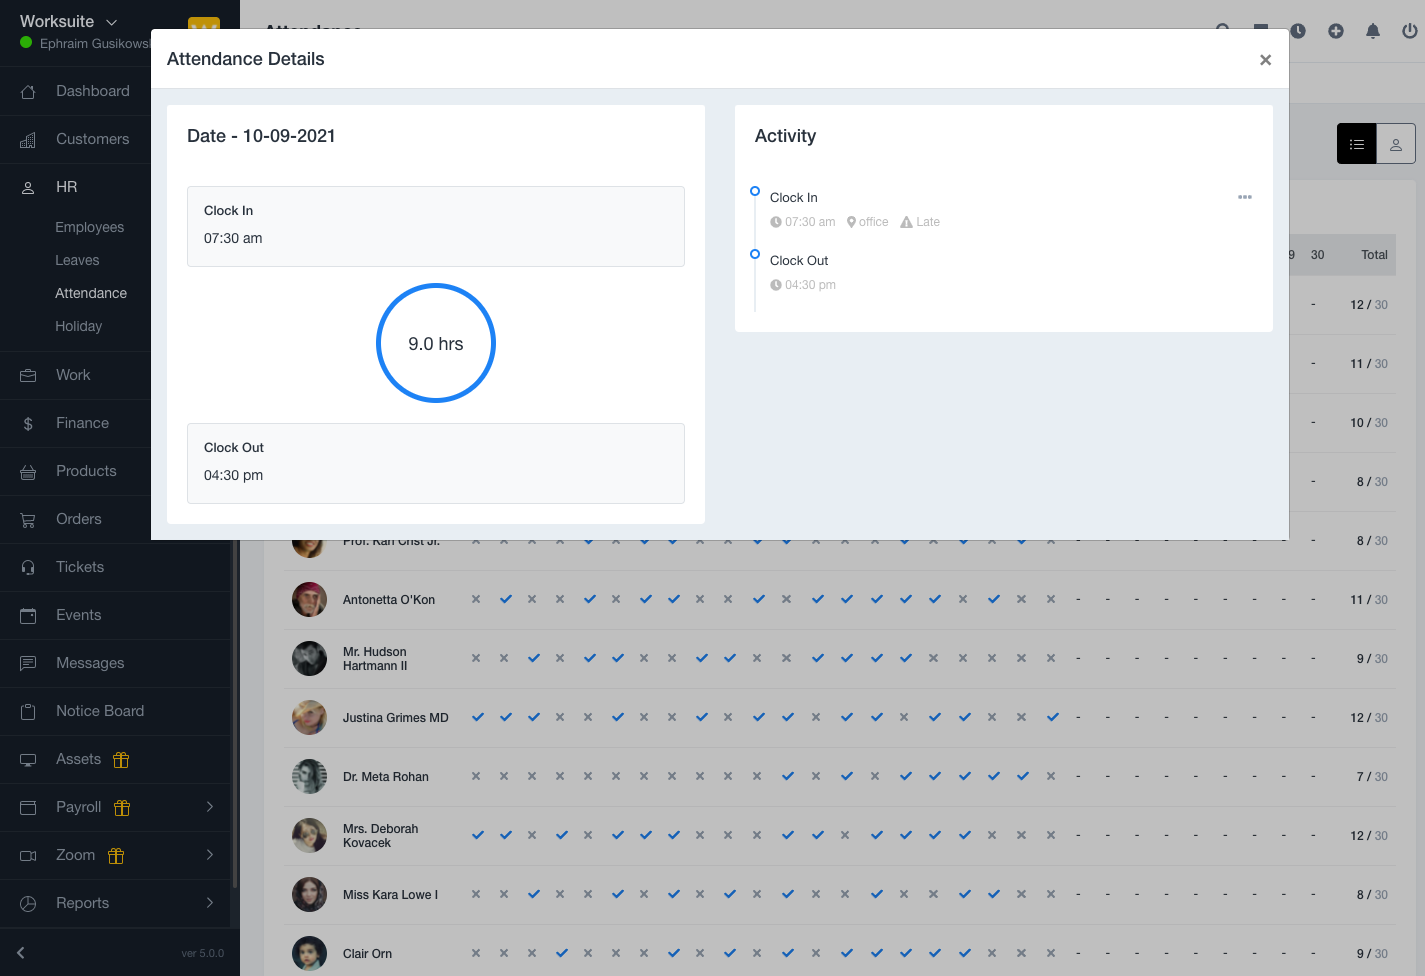 Worksuite
Ephraim Gusikows
Dashboard
Customers
HR
Employees
Leaves
Attendance
Holiday
Work
Finance
Products
Orders
Tickets
Events
Messages
Notice Board
Assets
Payroll
Zoom
Reports
ver 5.0.0
Attendance
Attendance Details
×
Date - 10-09-2021
Clock In
07:30 am
9.0 hrs
Clock Out
04:30 pm
Activity
Clock In
07:30 am office Late
Clock Out
04:30 pm
9 30 Total
- 12 / 30
- 11 / 30
- 10 / 30
- 8 / 30
Prof. Kari Crist Jr. - - - - - - - - - 8 / 30
Antonetta O'Kon - - - - - - - - - 11 / 30
Mr. Hudson
Hartmann II - - - - - - - - - 9 / 30
Justina Grimes MD - - - - - - - - - 12 / 30
Dr. Meta Rohan - - - - - - - - - 7 / 30
Mrs. Deborah
Kovacek - - - - - - - - - 12 / 30
Miss Kara Lowe I - - - - - - - - - 8 / 30
Clair Orn - - - - - - - - - 9 / 30